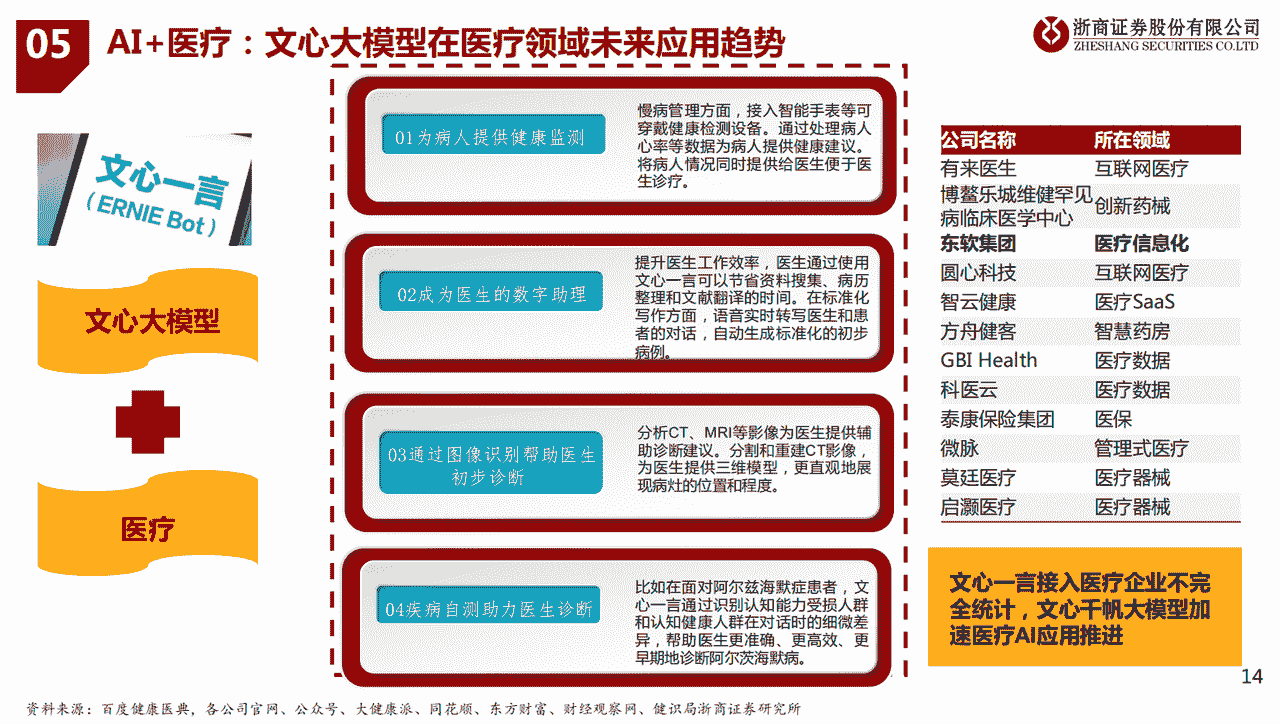 05
AI+医疗：文心大模型在医疗领域未来应用趋势
浙商证券股份有限公司
ZHESHANG SECURITIES CO.LTD
文心一言
（ERNIE Bot）
文心大模型
医疗
01为病人提供健康监测
慢病管理方面，接入智能手表等可
穿戴健康检测设备。通过处理病人
心率等数据为病人提供健康建议。
将病人情况同时提供给医生便于医
生诊疗。
02成为医生的数字助理
提升医生工作效率，医生通过使用
文心一言可以节省资料搜集、病历
整理和文献翻译的时间。在标准化
写作方面，语音实时转写医生和患
者的对话，自动生成标准化的初步
病例。
03通过图像识别帮助医生
初步诊断
分析CT、MRI等影像为医生提供辅
助诊断建议。分割和重建CT影像，
为医生提供三维模型，更直观地展
现病灶的位置和程度。
04疾病自测助力医生诊断
比如在面对阿尔兹海默症患者，文
心一言通过识别认知能力受损人群
和认知健康人群在对话时的细微差
异，帮助医生更准确、更高效、更
早期地诊断阿尔茨海默病。
公司名称 所在领域
有来医生 互联网医疗
博鳌乐城维健罕见
病临床医学中心 创新药械
东软集团 医疗信息化
圆心科技 互联网医疗
智云健康 医疗SaaS
方舟健客 智慧药房
GBI Health 医疗数据
科医云 医疗数据
泰康保险集团 医保
微脉 管理式医疗
莫廷医疗 医疗器械
启灏医疗 医疗器械
文心一言接入医疗企业不完
全统计，文心千帆大模型加
速医疗AI应用推进
14
资料来源：百度健康医典，各公司官网、公众号、大健康派、同花顺、东方财富、财经观察网、健识局浙商证券研究所